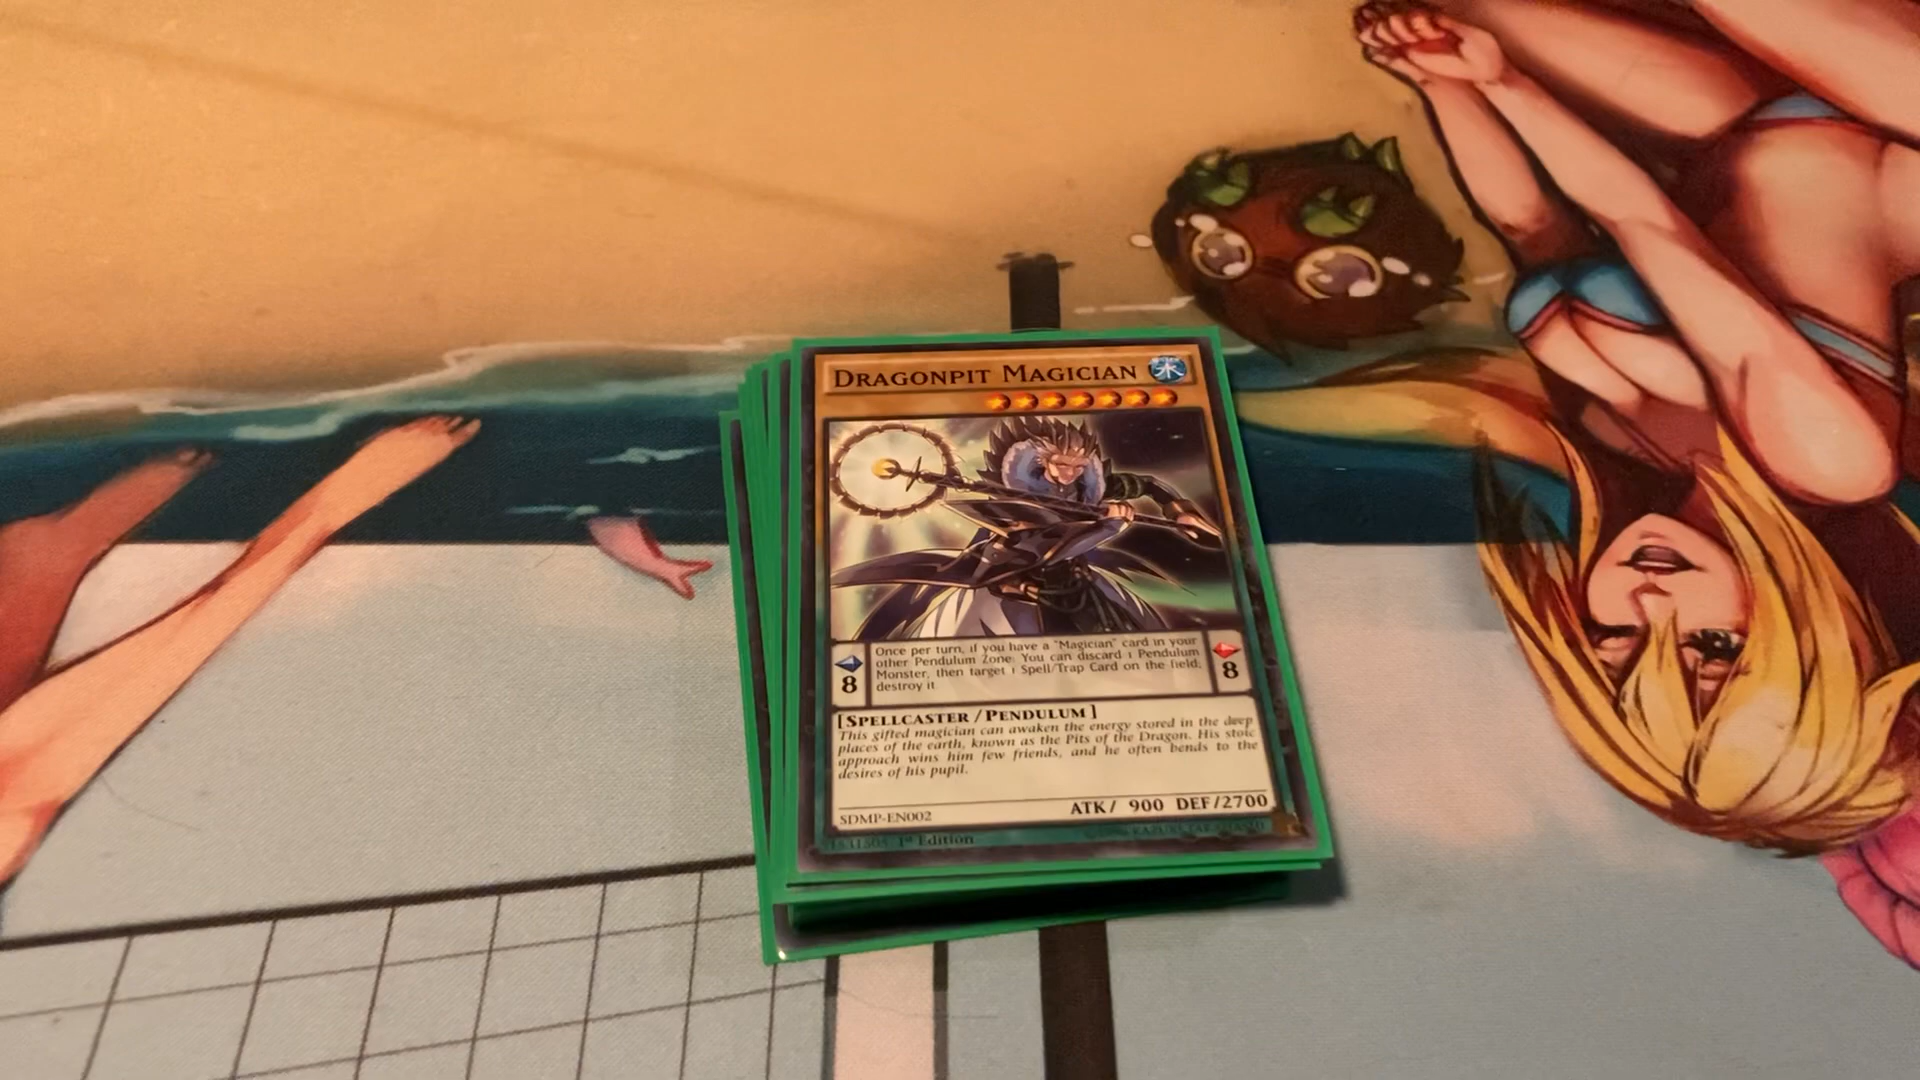 DRAGONPIT MAGICIAN
水
Once per turn, if you have a "Magician" card in your
other Pendulum Zone: You can discard 1 Pendulum
Monster, then target 1 Spell/Trap Card on the field;
destroy it
8
8
[SPELLCASTER / PENDULUM]
This gifted magician can awaken the energy stored in the deep
places of the earth, known as the Pits of the Dragon. His stoic
approach wins him few friends, and he often bends to the
desires of his pupil.
ATK/ 900 DEF/2700
SDMP-EN002
1st Edition